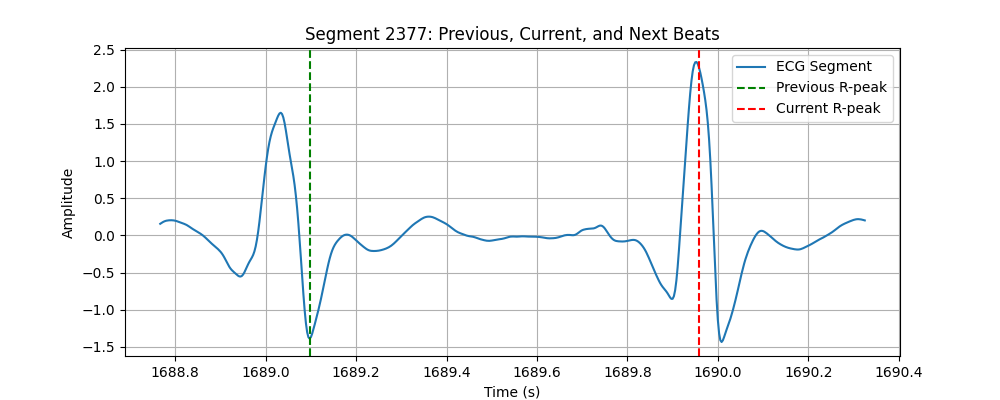 Segment 2377: Previous, Current, and Next Beats
2.5
2.0
1.5
1.0
0.5
0.0
−0.5
−1.0
−1.5
Amplitude
ECG Segment
Previous R-peak
Current R-peak
1688.8 1689.0 1689.2 1689.4 1689.6 1689.8 1690.0 1690.2 1690.4
Time (s)